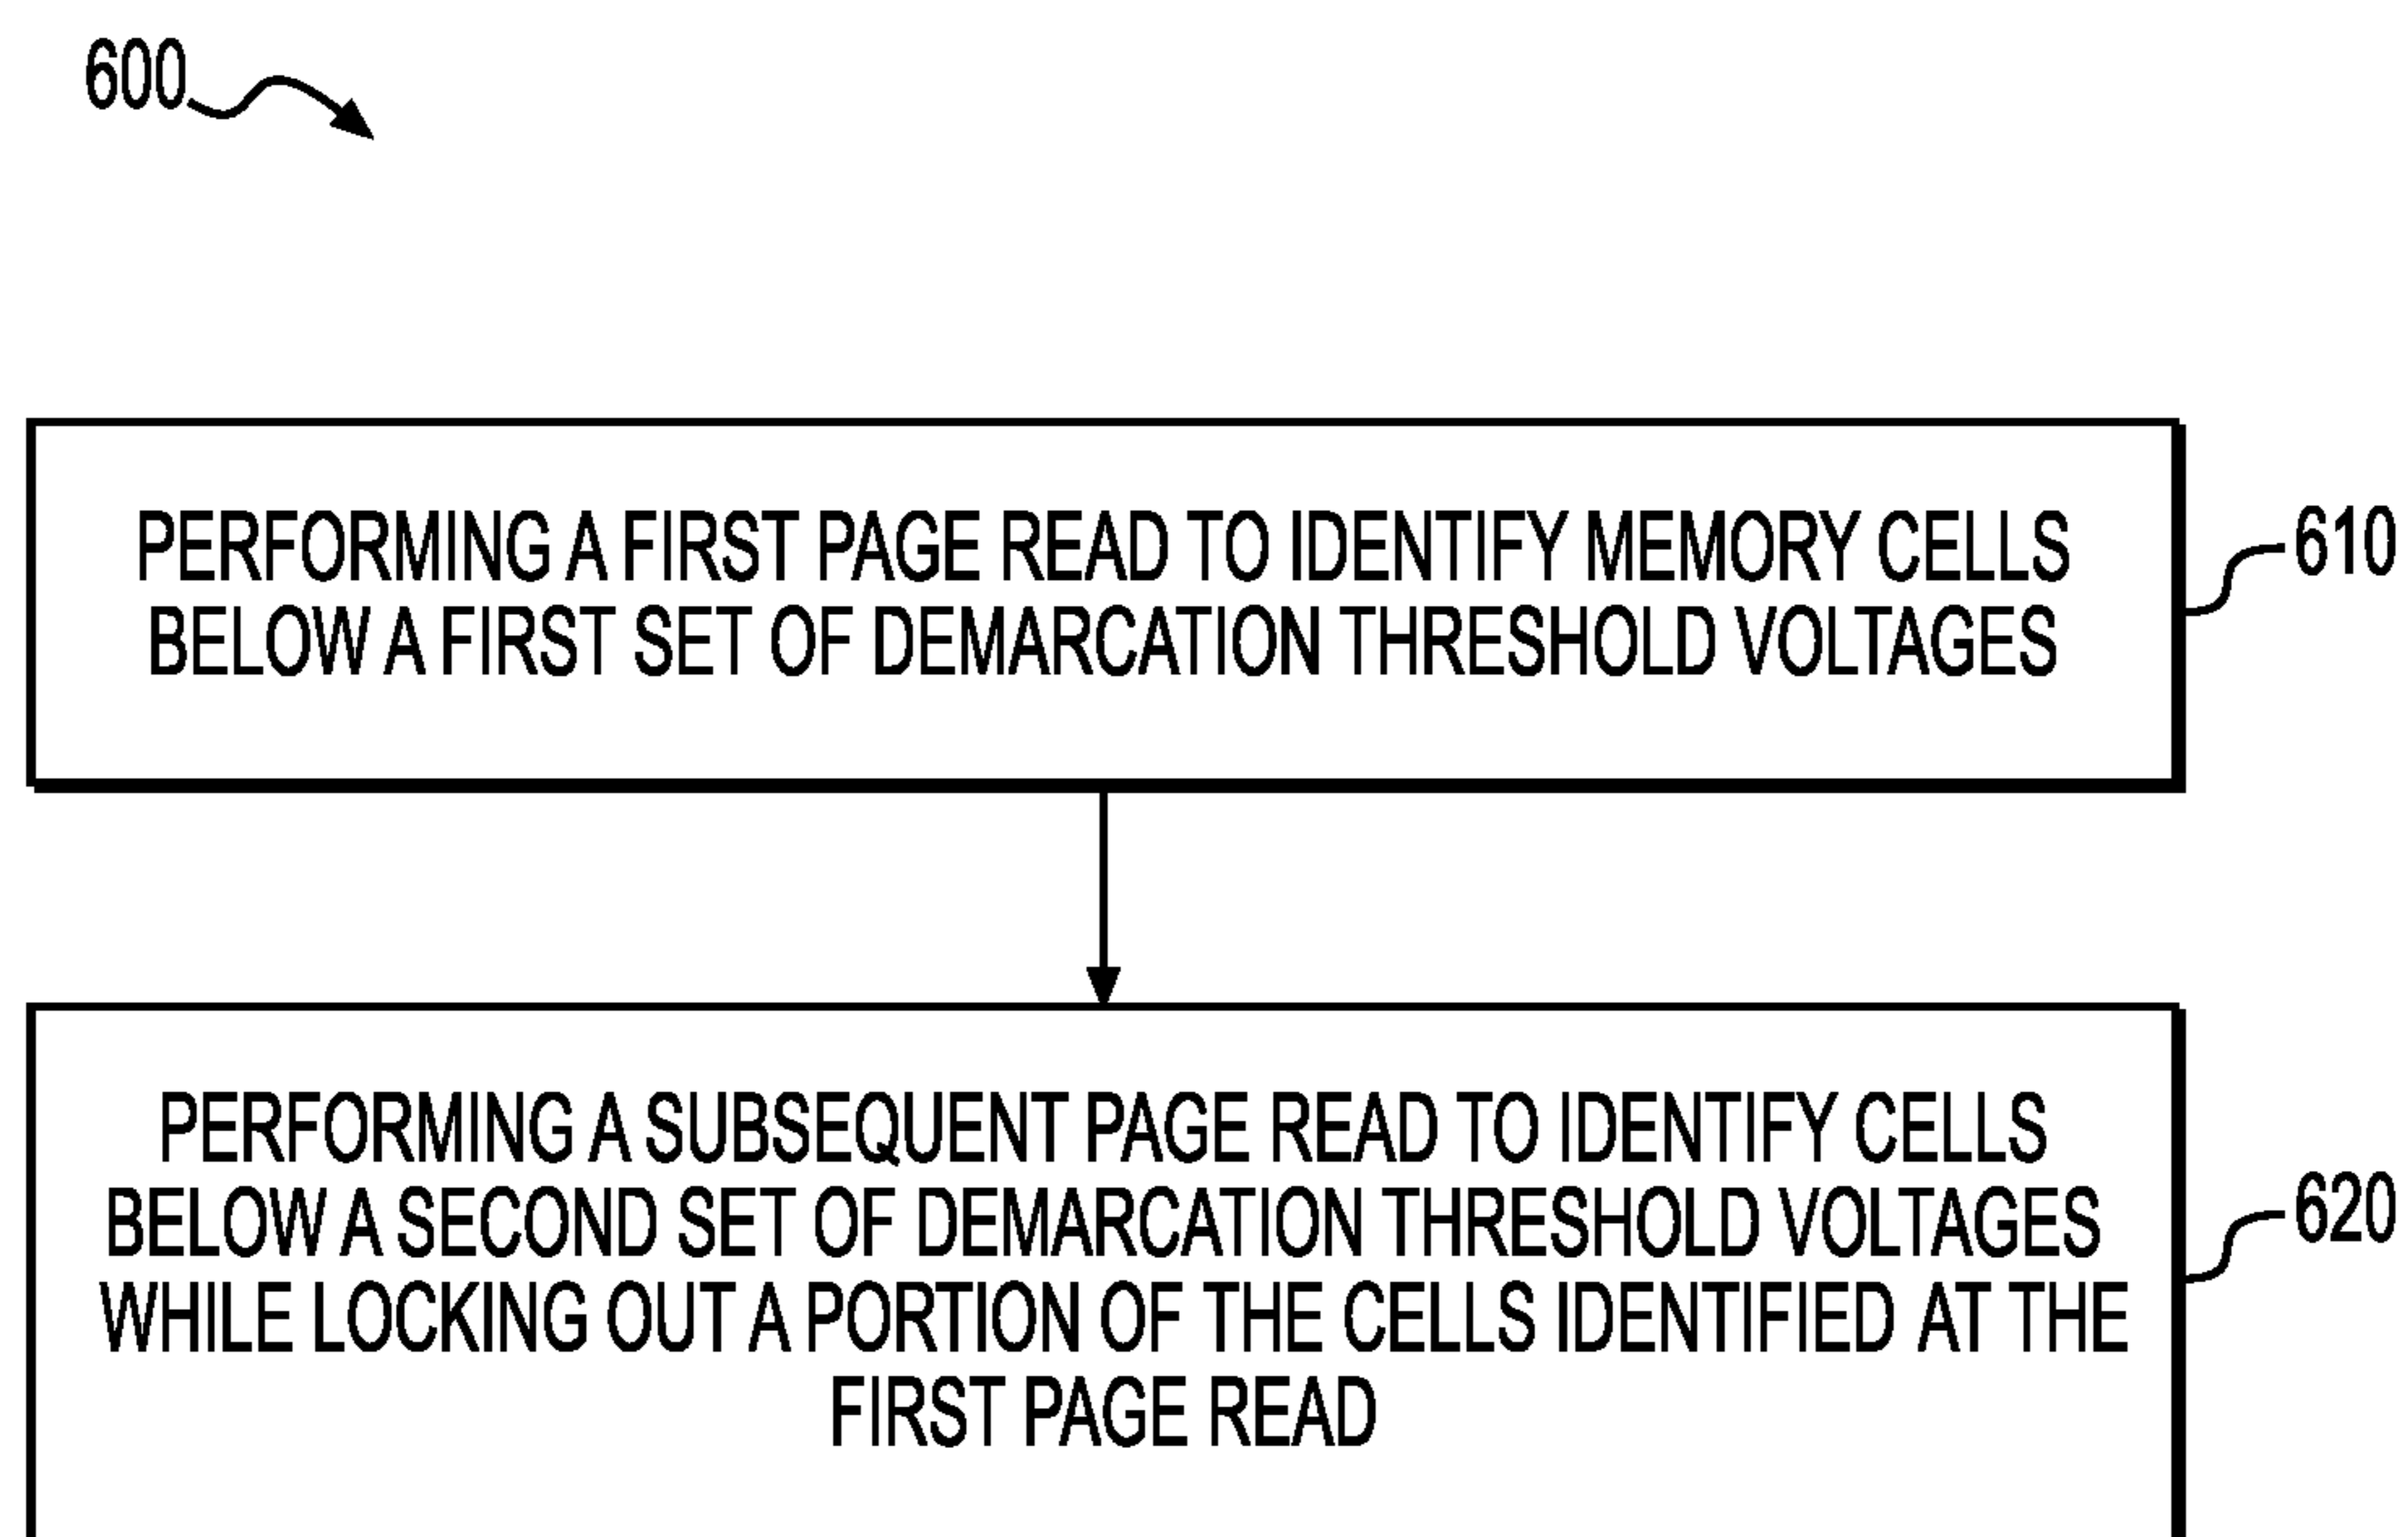 600
PERFORMING A FIRST PAGE READ TO IDENTIFY MEMORY CELLS
BELOW A FIRST SET OF DEMARCATION THRESHOLD VOLTAGES
610
PERFORMING A SUBSEQUENT PAGE READ TO IDENTIFY CELLS
BELOW A SECOND SET OF DEMARCATION THRESHOLD VOLTAGES
WHILE LOCKING OUT A PORTION OF THE CELLS IDENTIFIED AT THE
FIRST PAGE READ
620